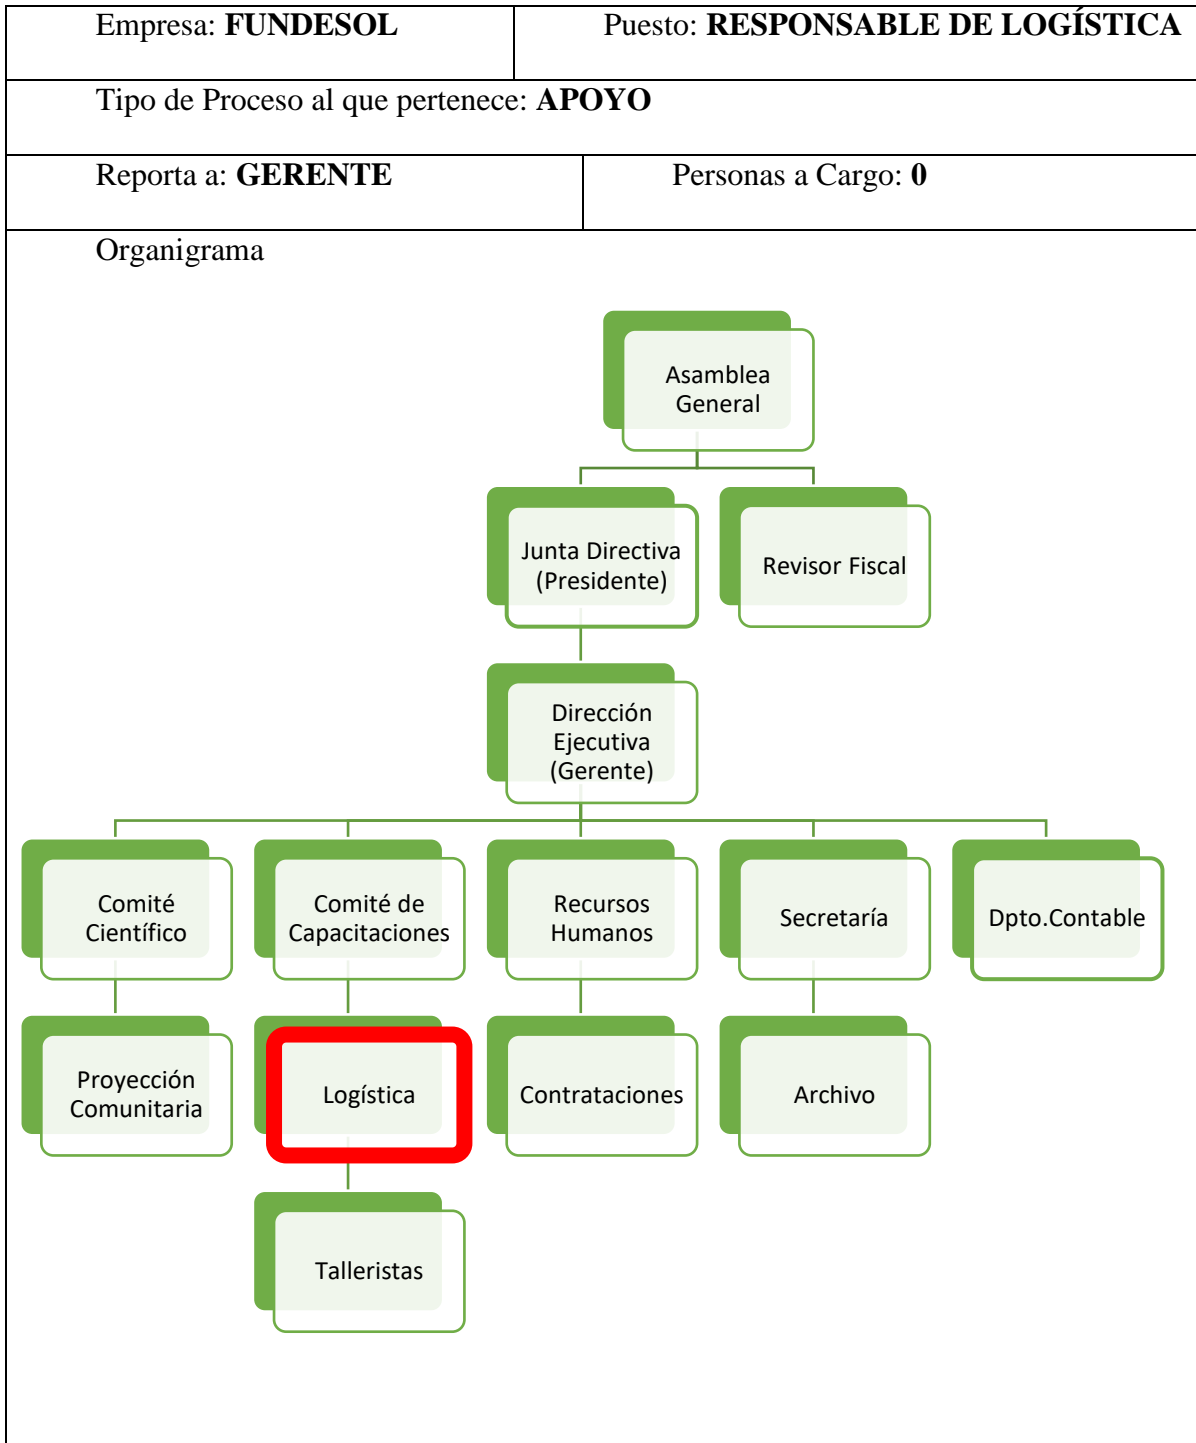 Empresa: FUNDESOL
Puesto: RESPONSABLE DE LOGÍSTICA
Tipo de Proceso al que pertenece: APOYO
Reporta a: GERENTE
Personas a Cargo: 0
Organigrama
Asamblea
General
Junta Directiva
(Presidente)
Revisor Fiscal
Dirección
Ejecutiva
(Gerente)
Comité
Científico
Comité de
Capacitaciones
Recursos
Humanos
Secretaría
Dpto.Contable
Proyección
Comunitaria
Logística
Contrataciones
Archivo
Talleristas